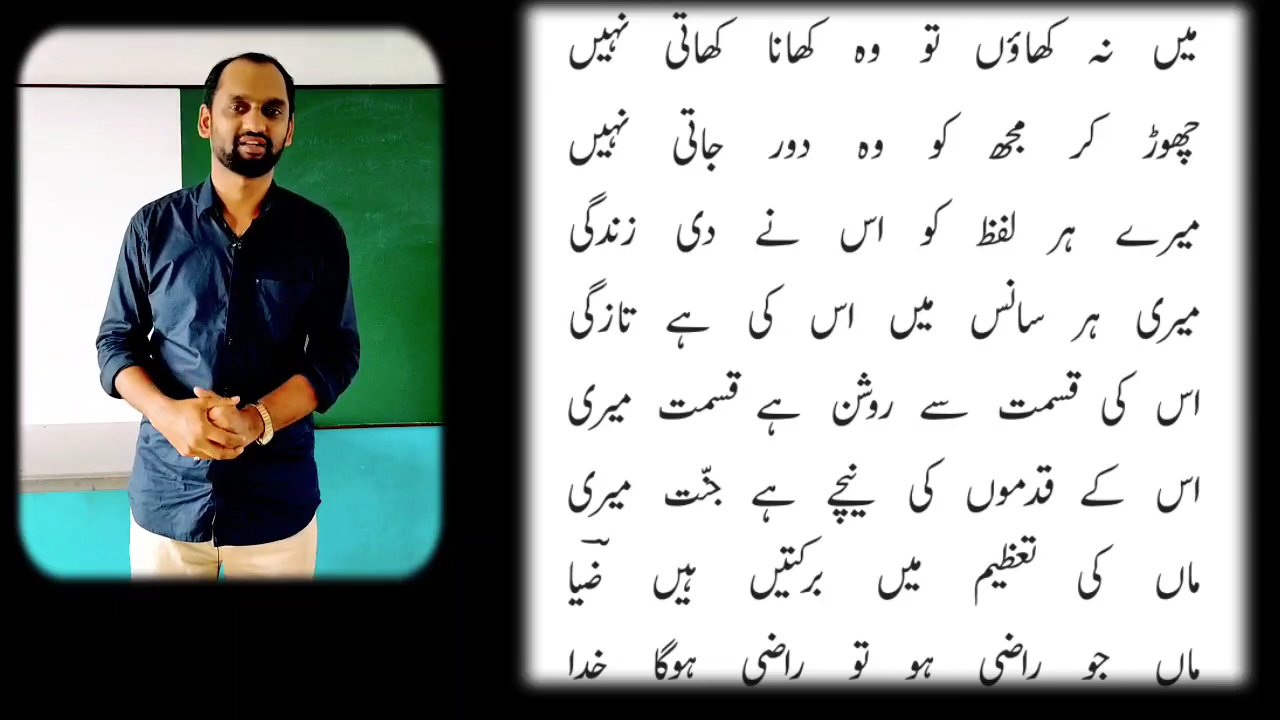 میں نہ کھاؤں تو وہ کھانا کھاتی نہیں
چھوڑ کر مجھ کو وہ دور جاتی نہیں
میرے ہر لفظ کو اس نے دی زندگی
میری ہر سانس میں اس کی ہے تازگی
اس کی قسمت سے روشن ہے قسمت میری
اس کے قدموں کی نیچے ہے جنّت میری
ماں کی تعظیم میں برکتیں ہیں ضیاؔ
ماں جو راضی ہو تو راضی ہوگا خدا